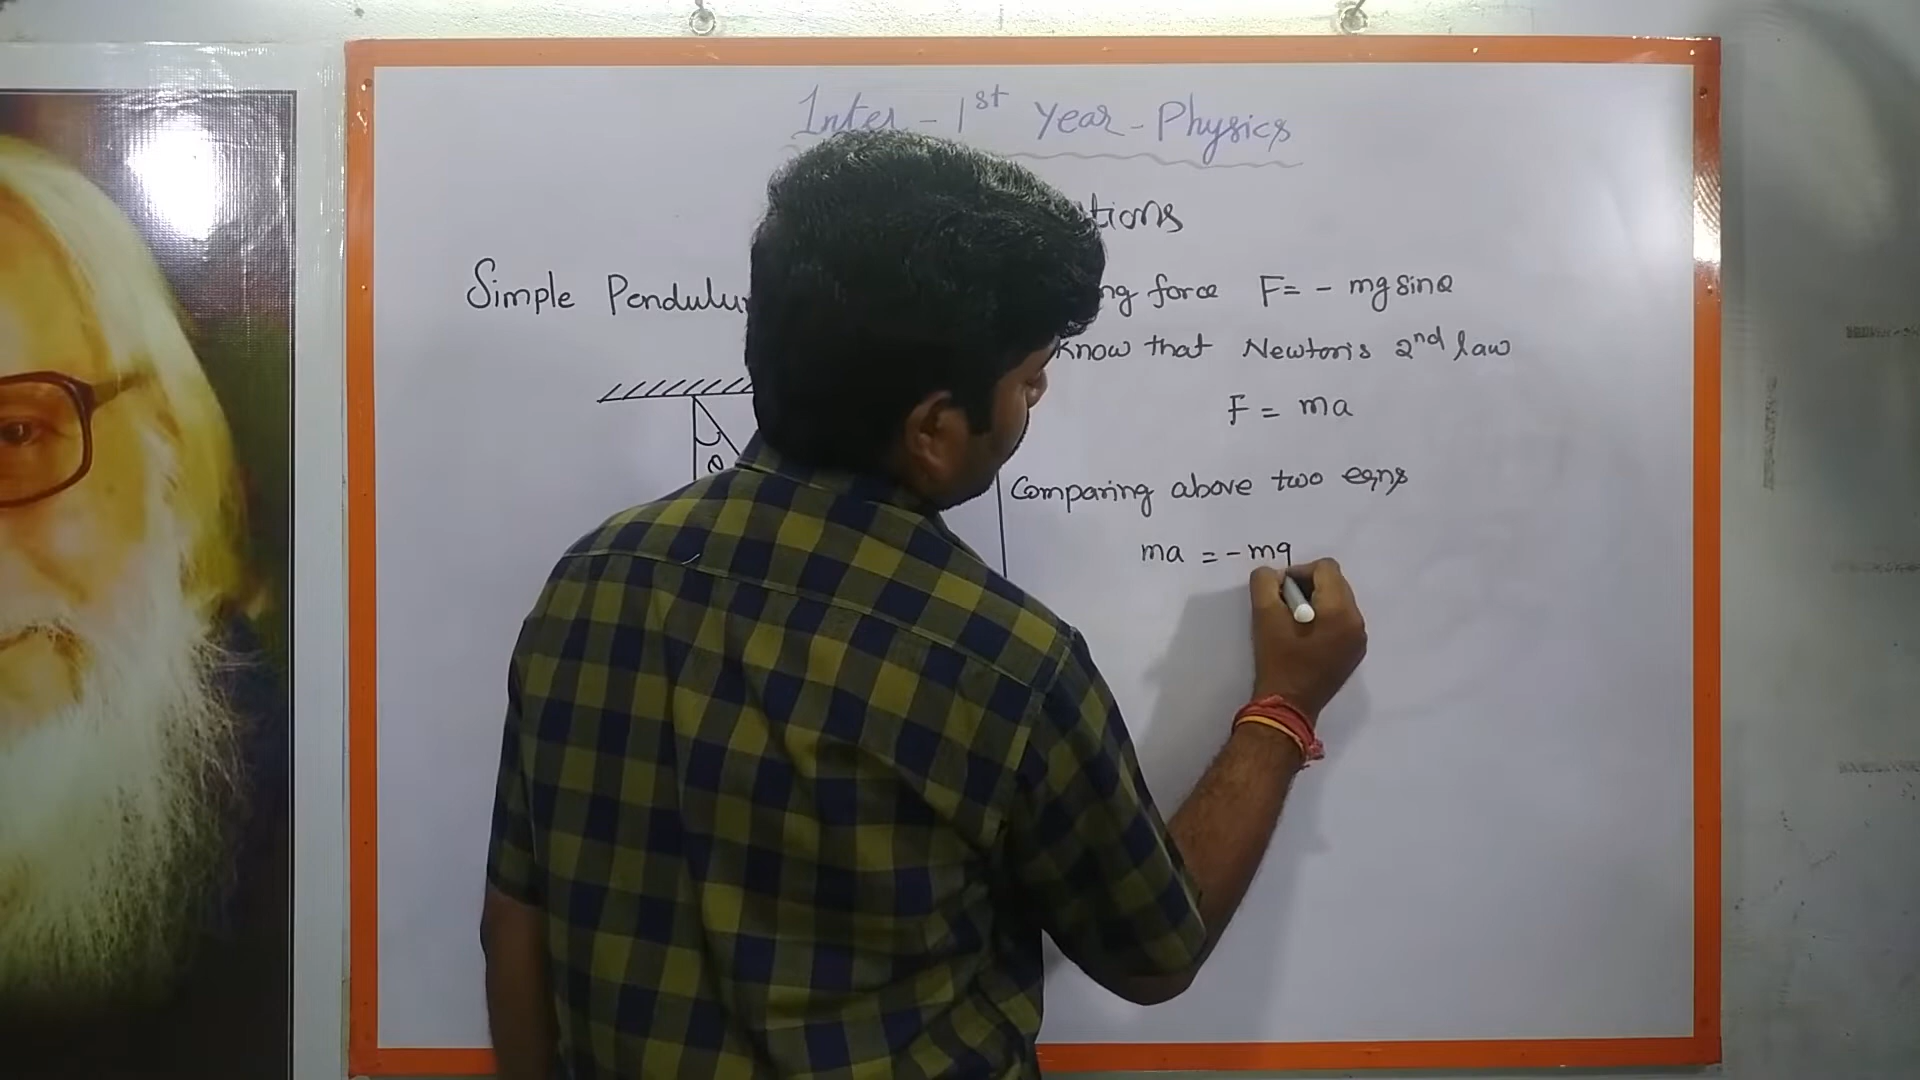 Inter - 1st Year - Physics
Simple
force F = - mg sinθ
know that Newton's 2nd law
F = ma
Comparing above two eqns
ma = - mg
θ